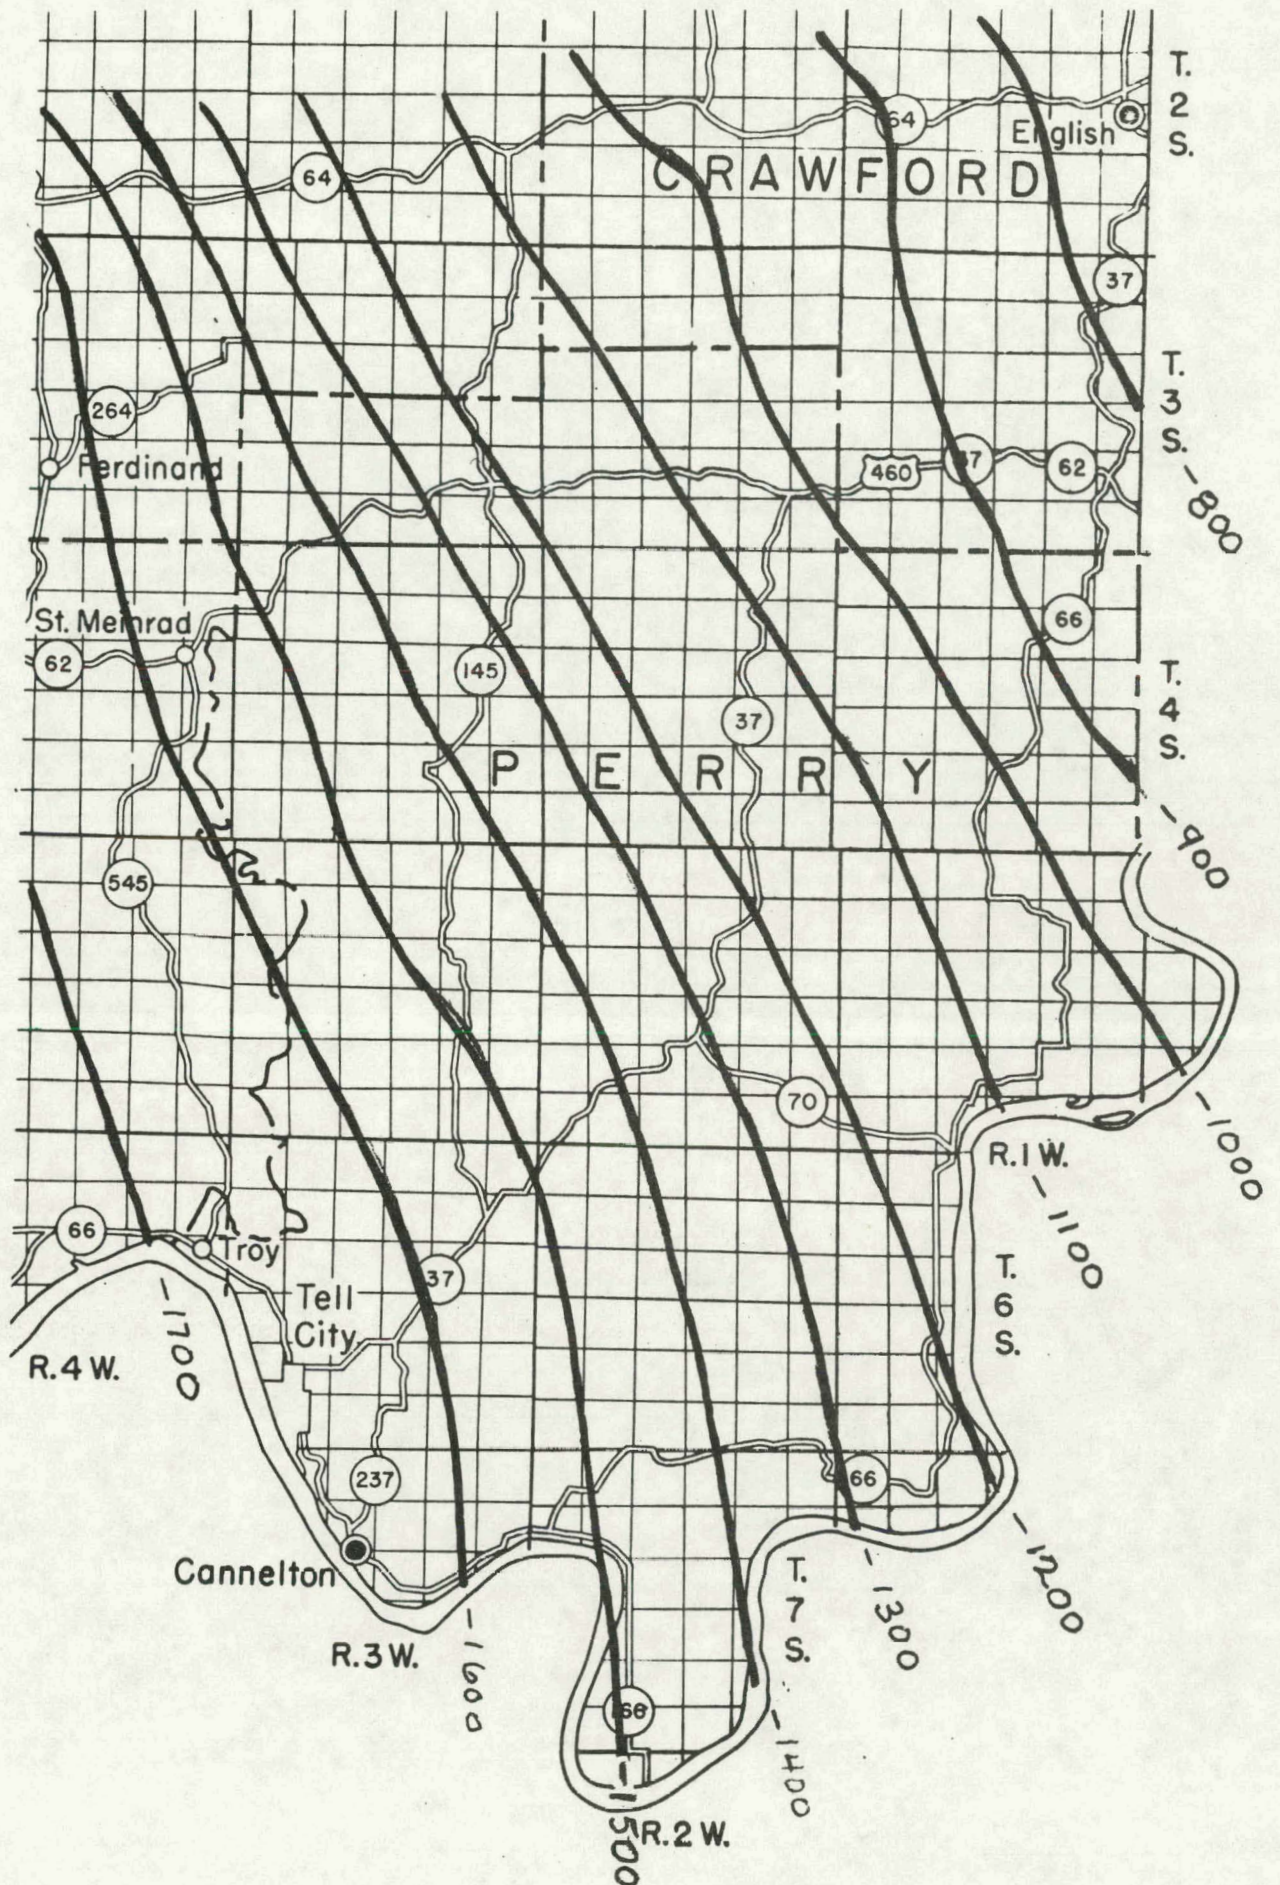 T.
2
S.
64
English
CRAWFORD
64
37
T.
3
S.
264
Ferdinand
460
37
62
-800
St. Meinrad
62
145
66
T.
4
S.
37
PERRY
-900
545
70
R.1 W.
-1000
-1100
66
Troy
37
T.
6
S.
Tell
City
R.4 W.
-1700
237
66
Cannelton
T.
7
S.
-1200
-1300
R.3 W.
-1600
66
-1400
R.2 W.
-1500